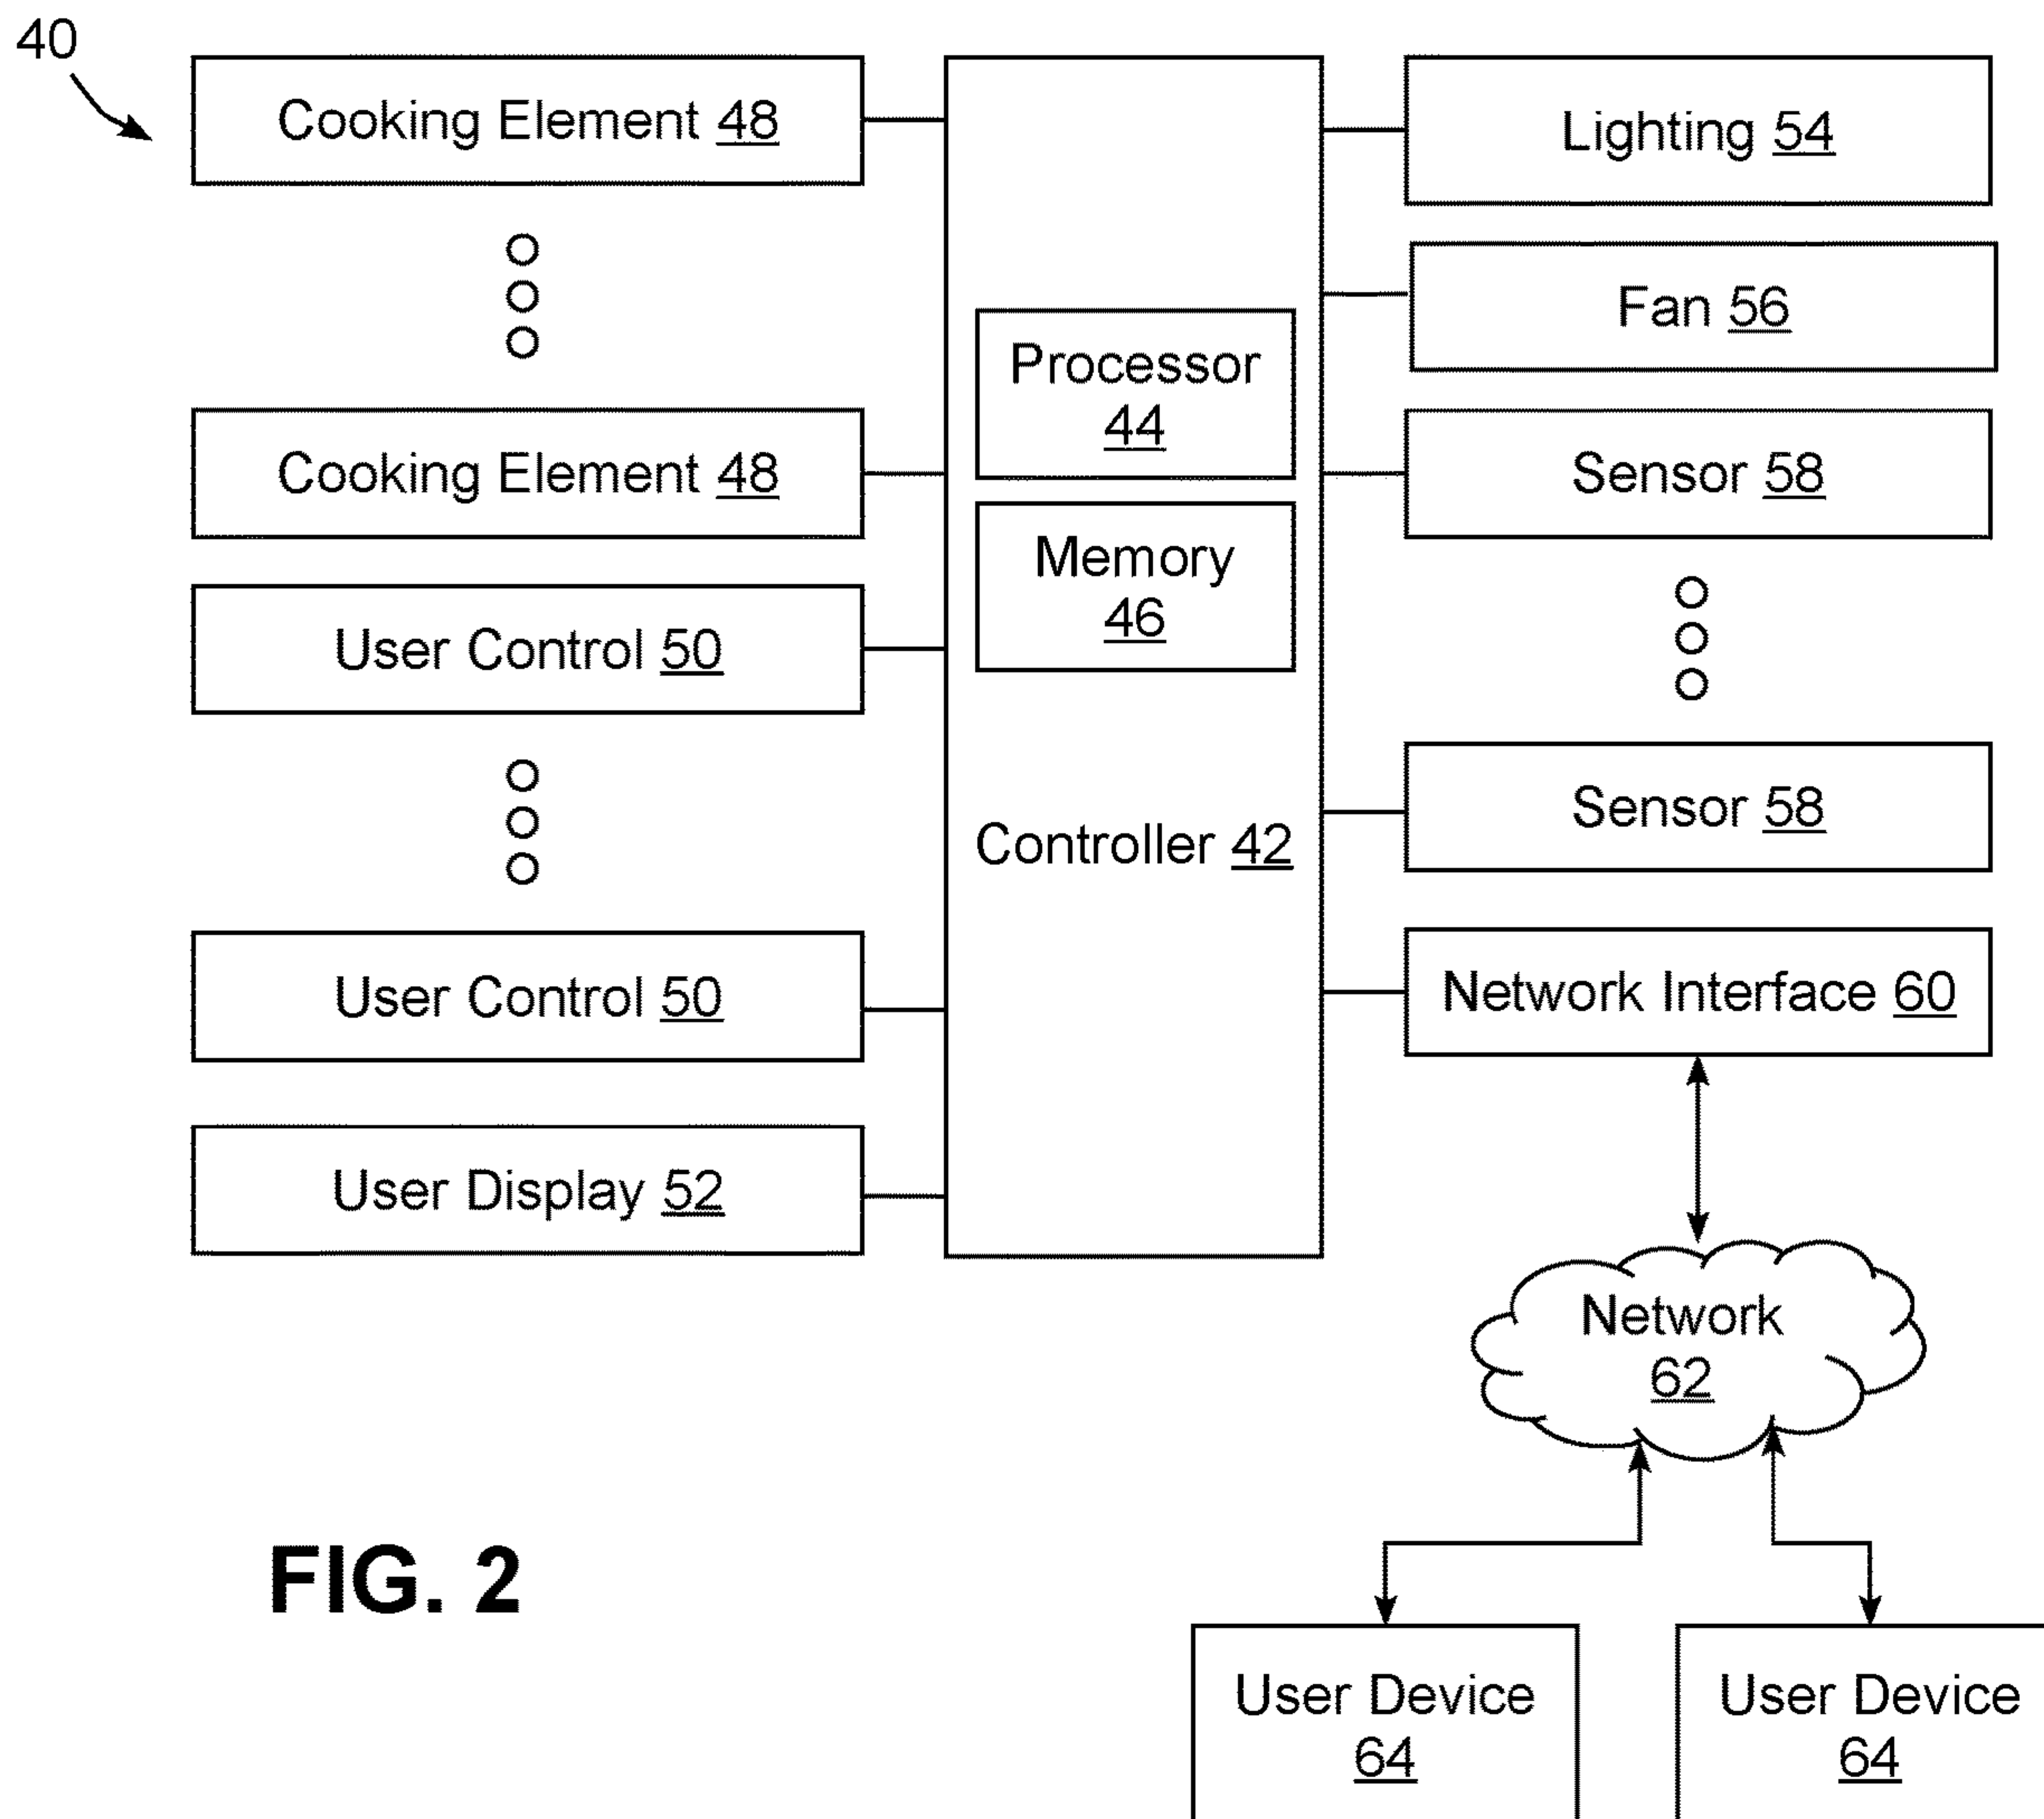 40
Cooking Element 48
Cooking Element 48
User Control 50
User Control 50
User Display 52
Processor
44
Memory
46
Controller 42
Lighting 54
Fan 56
Sensor 58
Sensor 58
Network Interface 60
Network
62
User Device
64
User Device
64
FIG. 2